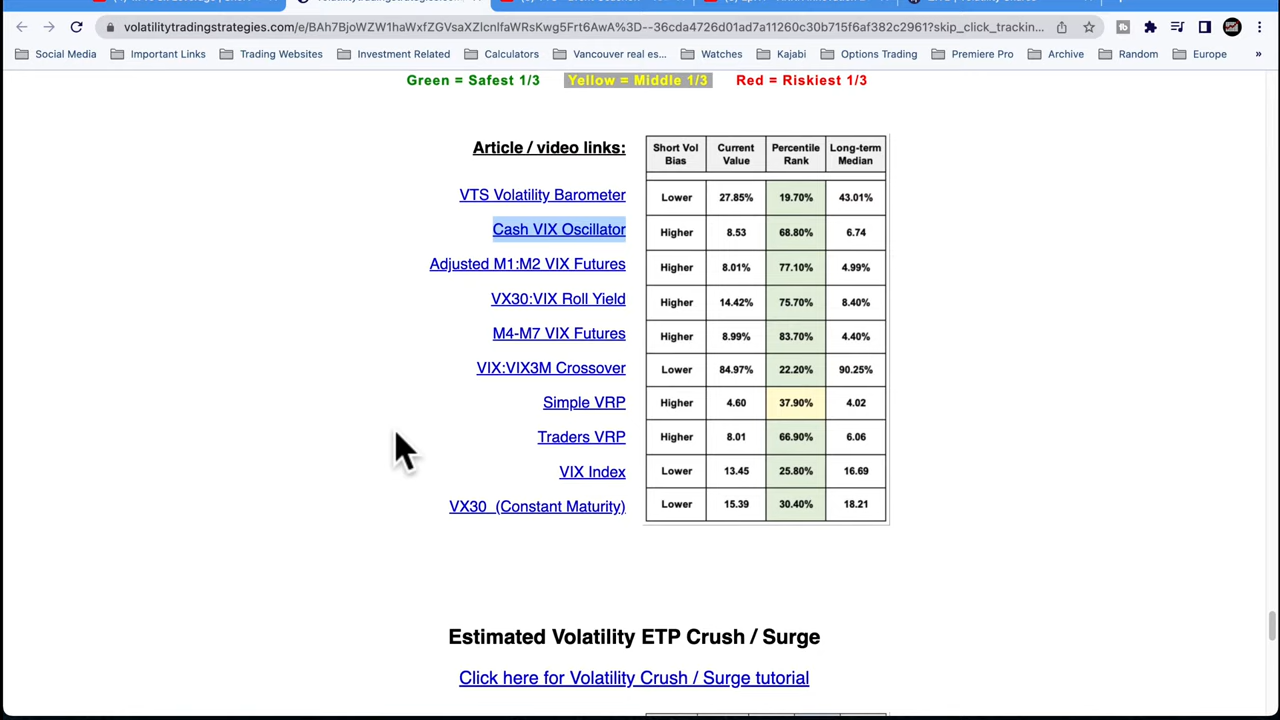 volatilitytradingstrategies.com/e/BAh7BjoWZW1haWxfZGVsaXZlcnlfaWRsKwg5Frt6AwA%3D--36cda4726d01ad7a11260d5b165f6af382c2961?skip_click_trackin...
Social Media Important Links Trading Websites Investment Related Calculators Vancouver real es... Watches Kajabi Options Trading Premiere Pro Archive Random Europe »
Green = Safest 1/3 Yellow = Middle 1/3 Red = Riskiest 1/3
Article / video links: Short Vol Bias Current Value Percentile Rank Long-term Median
VTS Volatility Barometer Lower 27.85% 19.70% 43.01%
Cash VIX Oscillator Higher 8.53 68.80% 6.74
Adjusted M1:M2 VIX Futures Higher 8.01% 77.10% 4.99%
VX30:VIX Roll Yield Higher 14.42% 75.70% 8.40%
M4-M7 VIX Futures Higher 8.99% 83.70% 4.40%
VIX:VIX3M Crossover Lower 84.97% 22.20% 90.25%
Simple VRP Higher 4.60 37.90% 4.02
Traders VRP Higher 8.01 66.90% 6.06
VIX Index Lower 13.45 25.80% 16.69
VX30 (Constant Maturity) Lower 15.39 30.40% 18.21
Estimated Volatility ETP Crush / Surge
Click here for Volatility Crush / Surge tutorial